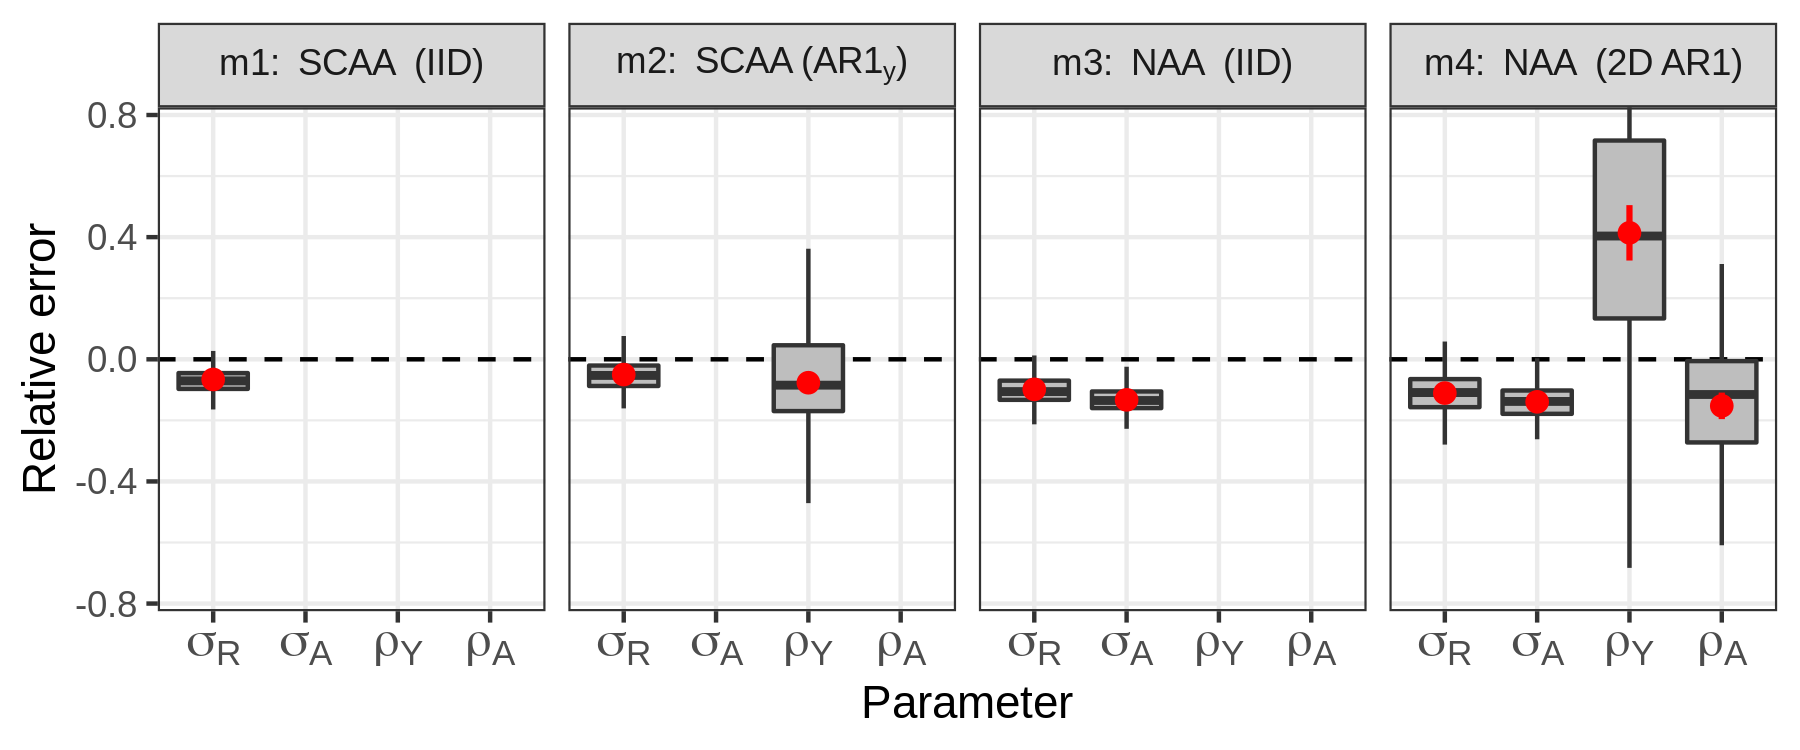 m1: SCAA (IID) m2: SCAA (AR1y) m3: NAA (IID) m4: NAA (2D AR1)
0.8
0.4
0.0
-0.4
-0.8
Relative error
σR σA ρY ρA σR σA ρY ρA σR σA ρY ρA σR σA ρY ρA
Parameter